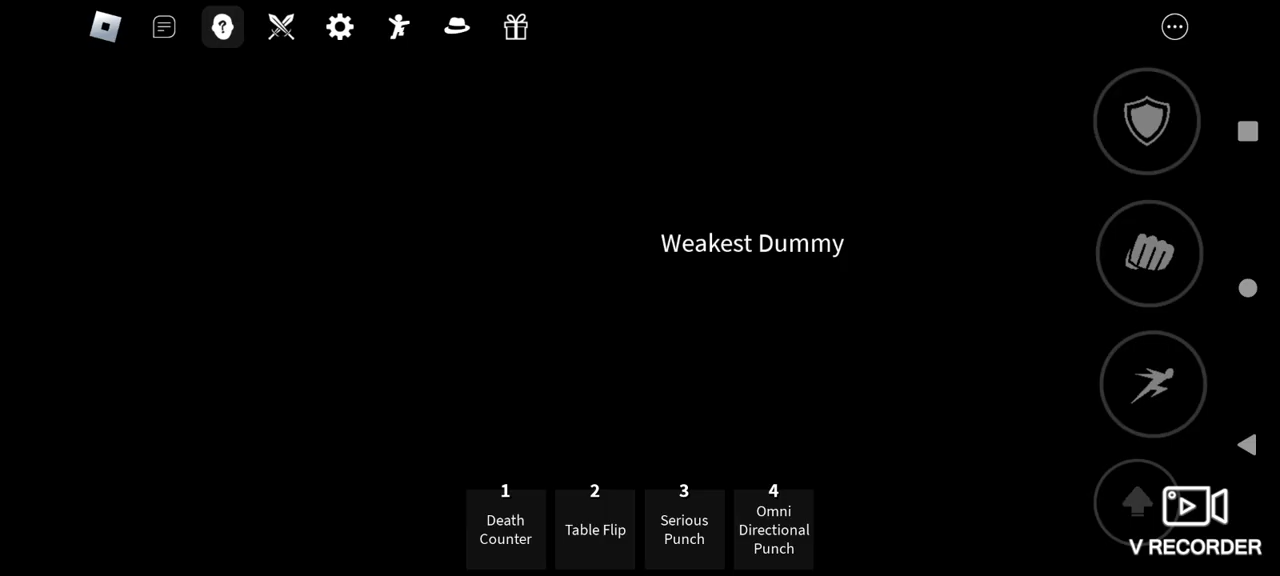 Weakest Dummy
1
Death
Counter
2
Table Flip
3
Serious
Punch
4
Omni
Directional
Punch
V RECORDER